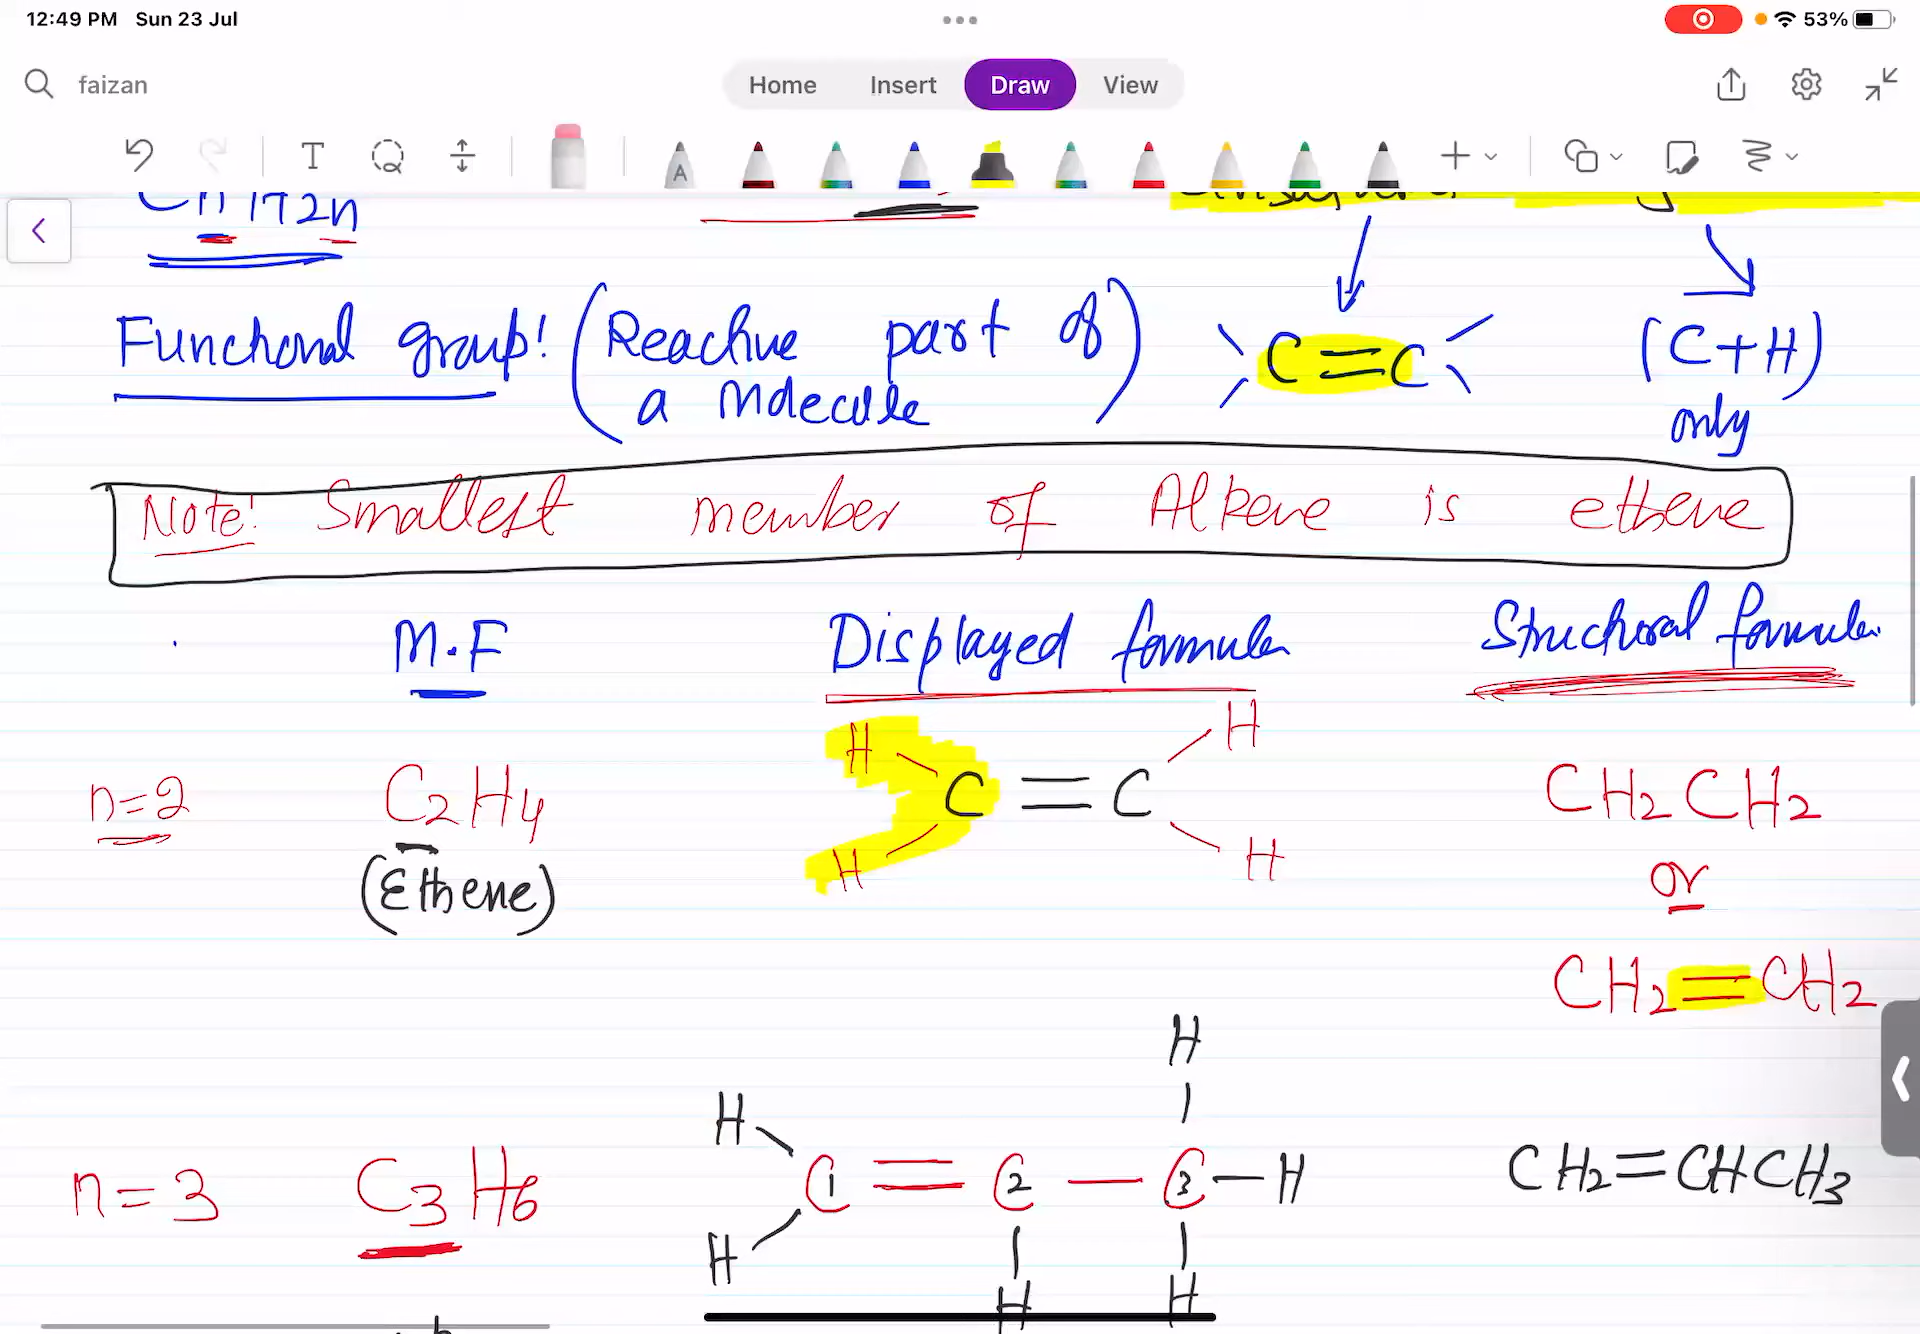 12:49 PM Sun 23 Jul
53%
faizan
Home Insert Draw View
T
A
CnH2n
Functional group! (Reactive part of a Molecule)
C=C
(C+H) only
Note! Smallest member of Alkene is ethene
M.F Displayed formula Structural formula
n=2 C2H4 (Ethene)
H H
C = C
H H
CH2CH2
or
CH2=CH2
H
H
n=3 C3H6 C1 = C2 — C3 — H CH2=CHCH3
H H H